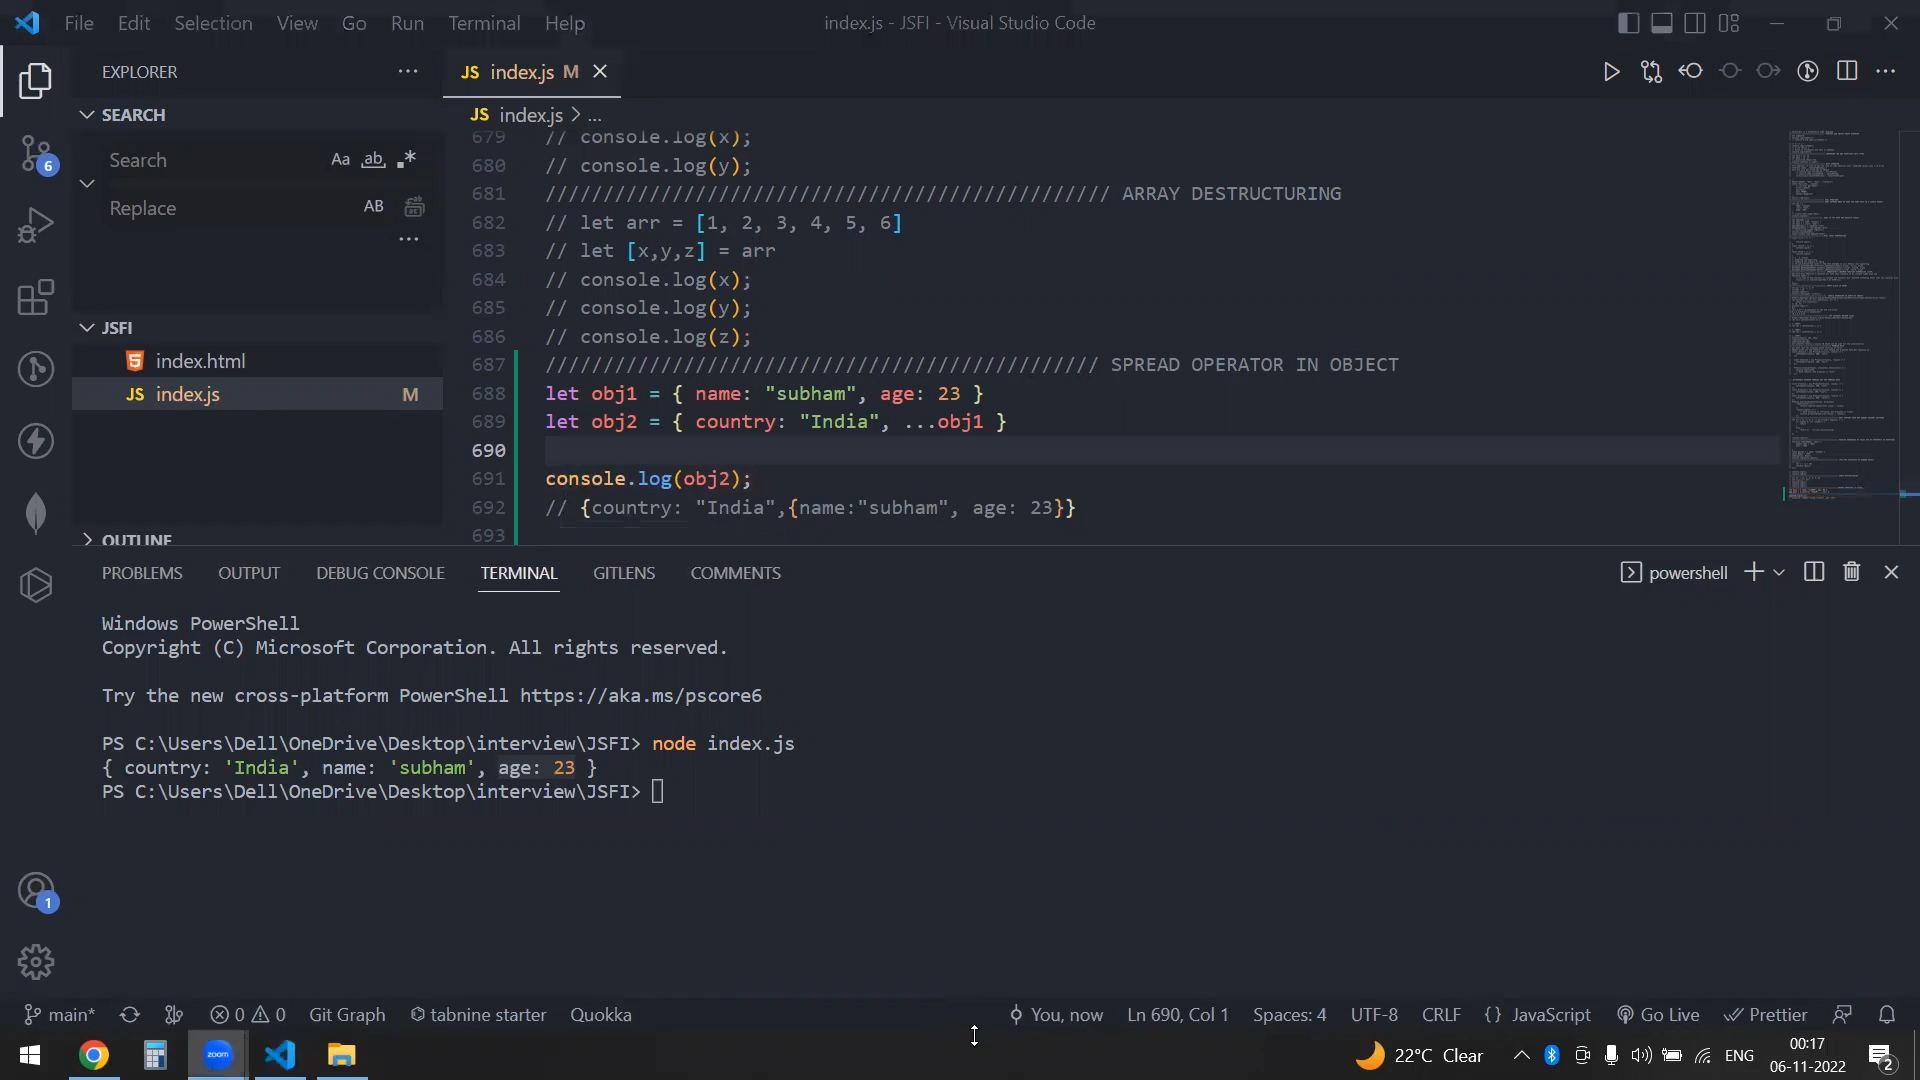 File Edit Selection View Go Run Terminal Help
index.js - JSFI - Visual Studio Code
EXPLORER
JS index.js M
SEARCH
JS index.js > ...
Search
Aa ab .*
Replace
AB
6
JSFI
index.html
JS index.js M
OUTLINE
679 // console.log(x);
680 // console.log(y);
681 /////////////////////////////////////////////////// ARRAY DESTRUCTURING
682 // let arr = [1, 2, 3, 4, 5, 6]
683 // let [x,y,z] = arr
684 // console.log(x);
685 // console.log(y);
686 // console.log(z);
687 ////////////////////////////////////////////////// SPREAD OPERATOR IN OBJECT
688 let obj1 = { name: "subham", age: 23 }
689 let obj2 = { country: "India", ...obj1 }
690
691 console.log(obj2);
692 // {country: "India",{name:"subham", age: 23}}
693
PROBLEMS OUTPUT DEBUG CONSOLE TERMINAL GITLENS COMMENTS
powershell
Windows PowerShell
Copyright (C) Microsoft Corporation. All rights reserved.
Try the new cross-platform PowerShell https://aka.ms/pscore6
PS C:\Users\Dell\OneDrive\Desktop\interview\JSFI> node index.js
{ country: 'India', name: 'subham', age: 23 }
PS C:\Users\Dell\OneDrive\Desktop\interview\JSFI>
1
main* 0 0 Git Graph tabnine starter Quokka
You, now Ln 690, Col 1 Spaces: 4 UTF-8 CRLF {} JavaScript Go Live Prettier
zoom
22°C Clear
ENG
00:17
06-11-2022
2